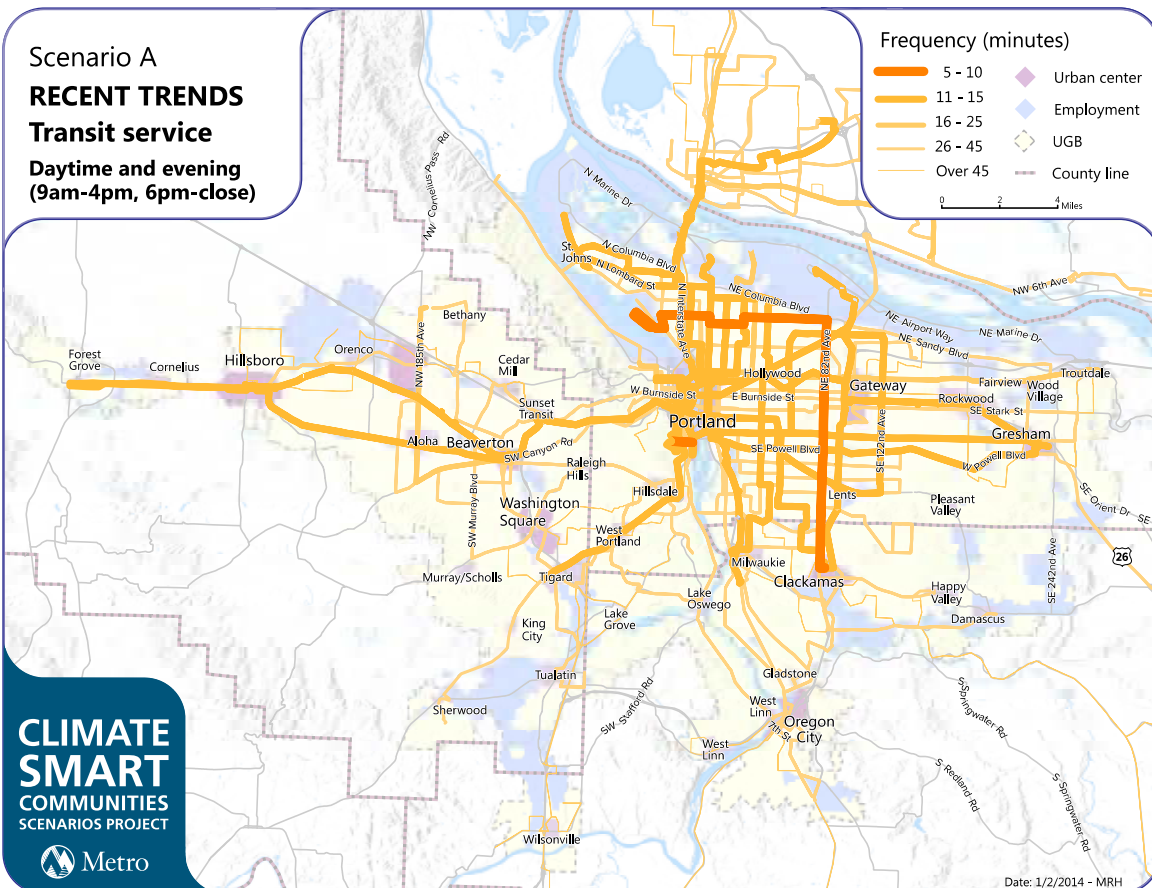 Scenario A
RECENT TRENDS
Transit service
Daytime and evening
(9am-4pm, 6pm-close)
Frequency (minutes)
5 - 10
11 - 15
16 - 25
26 - 45
Over 45
Urban center
Employment
UGB
County line
0 2 4 Miles
NW Cornelius Pass Rd
N Marine Dr
St.
Johns
N Columbia Blvd
N Lombard St
N Interstate Ave
NE Columbia Blvd
NW 6th Ave
NE Airport Way
NE Marine Dr
NE Sandy Blvd
NE 82nd Ave
Bethany
NW 185th Ave
Forest
Grove
Cornelius
Hillsboro
Orenco
Cedar
Mill
Sunset
Transit
W Burnside St
Hollywood
E Burnside St
Gateway
Fairview
Wood
Village
Troutdale
Rockwood
SE Stark St
Portland
Gresham
Aloha
Beaverton
SW Canyon Rd
Raleigh
Hills
SE Powell Blvd
SE 122nd Ave
W Powell Blvd
SW Murray Blvd
Washington
Square
Hillsdale
Lents
Pleasant
Valley
SE Orient Dr
SE
West
Portland
26
SE 242nd Ave
Murray/Scholls
Tigard
Milwaukie
Clackamas
Happy
Valley
Damascus
Lake
Oswego
Lake
Grove
King
City
Tualatin
Gladstone
SW Stafford Rd
Sherwood
West
Linn
Oregon
City
7th St
West
Linn
S Springwater Rd
S Redland Rd
S Springwater Rd
Wilsonville
CLIMATE
SMART
COMMUNITIES
SCENARIOS PROJECT
Metro
Date: 1/2/2014 - MRH